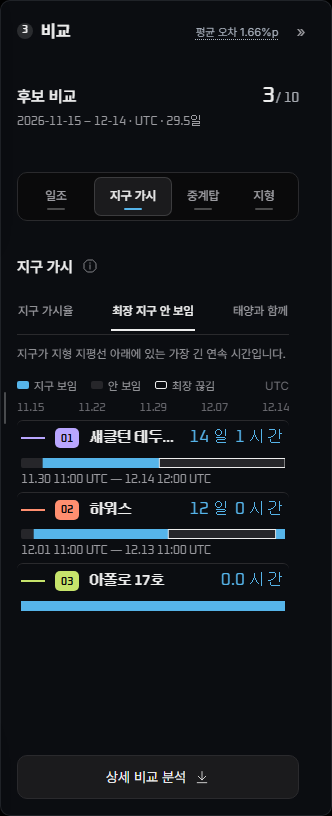 3 비교 평균 오차 1.66%p »
후보 비교 3 / 10
2026-11-15 – 12-14 · UTC · 29.5일
일조 지구 가시 중계탑 지형
지구 가시
지구 가시율 최장 지구 안 보임 태양과 함께
지구가 지형 지평선 아래에 있는 가장 긴 연속 시간입니다.
지구 보임 안 보임 최장 끊김 UTC
11.15 11.22 11.29 12.07 12.14
01 섀클턴 테두... 14 일 1 시간
11.30 11:00 UTC — 12.14 12:00 UTC
02 하워스 12 일 0 시간
12.01 11:00 UTC — 12.13 11:00 UTC
03 아폴로 17호 0.0 시간
상세 비교 분석